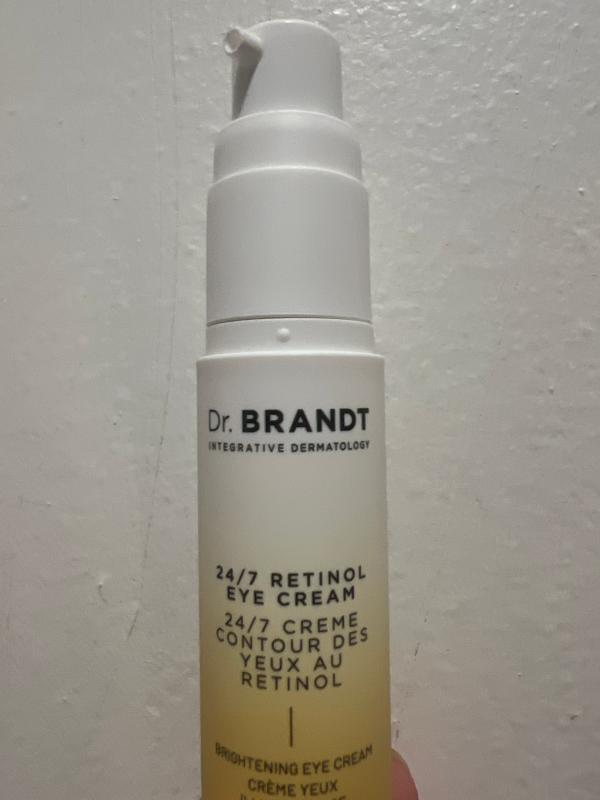 Dr. BRANDT
INTEGRATIVE DERMATOLOGY
24/7 RETINOL
EYE CREAM
24/7 CREME
CONTOUR DES
YEUX AU
RETINOL
BRIGHTENING EYE CREAM
CRÈME YEUX